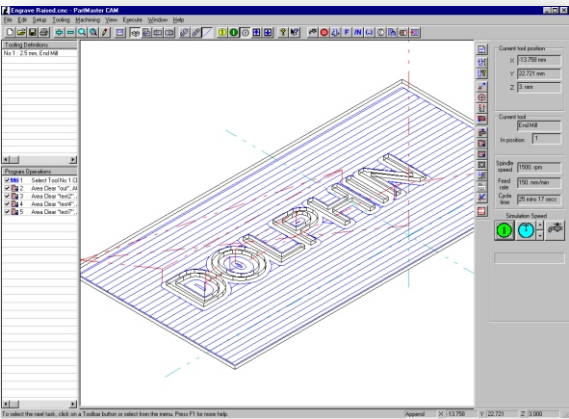 Engrave Raised.cnc - PartMaster CAM
File Edit Setup Tooling Machining View Execute Window Help
Tooling Definitions
No 1 : 2.5 mm, End Mill
Program Operations
1 Select Tool No 1
2 Area Clear "out",
3 Area Clear "text2",
4 Area Clear "text4",
5 Area Clear "text7",
DOLPHIN
Current tool position
X -13.758 mm
Y 22.721 mm
Z 3. mm
Current tool
End Mill
In position 1
Spindle speed 1500 rpm
Feed rate 150 mm/min
Cycle time 25 mins 17 secs
Simulation Speed
To select the next task, click on a Toolbar button or select from the menu. Press F1 for more help.
Append X -13.758 Y 22.721 Z 3.000